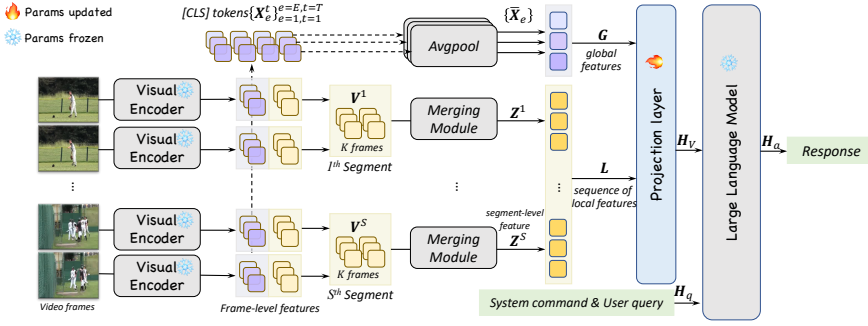 Params updated
Params frozen
[CLS] tokens{X_e^t}_{e=1,t=1}^{e=E,t=T}
{X̄_e}
Avgpool
G
global
features
Visual
Encoder
Visual
Encoder
V^1
K frames
1^th Segment
Merging
Module
Z^1
...
...
...
L
sequence of
local features
Visual
Encoder
Visual
Encoder
V^S
K frames
S^th Segment
Merging
Module
segment-level
feature
Z^S
Video frames
Frame-level features
Projection layer
H_V
Large Language Model
H_a
Response
System command & User query
H_q